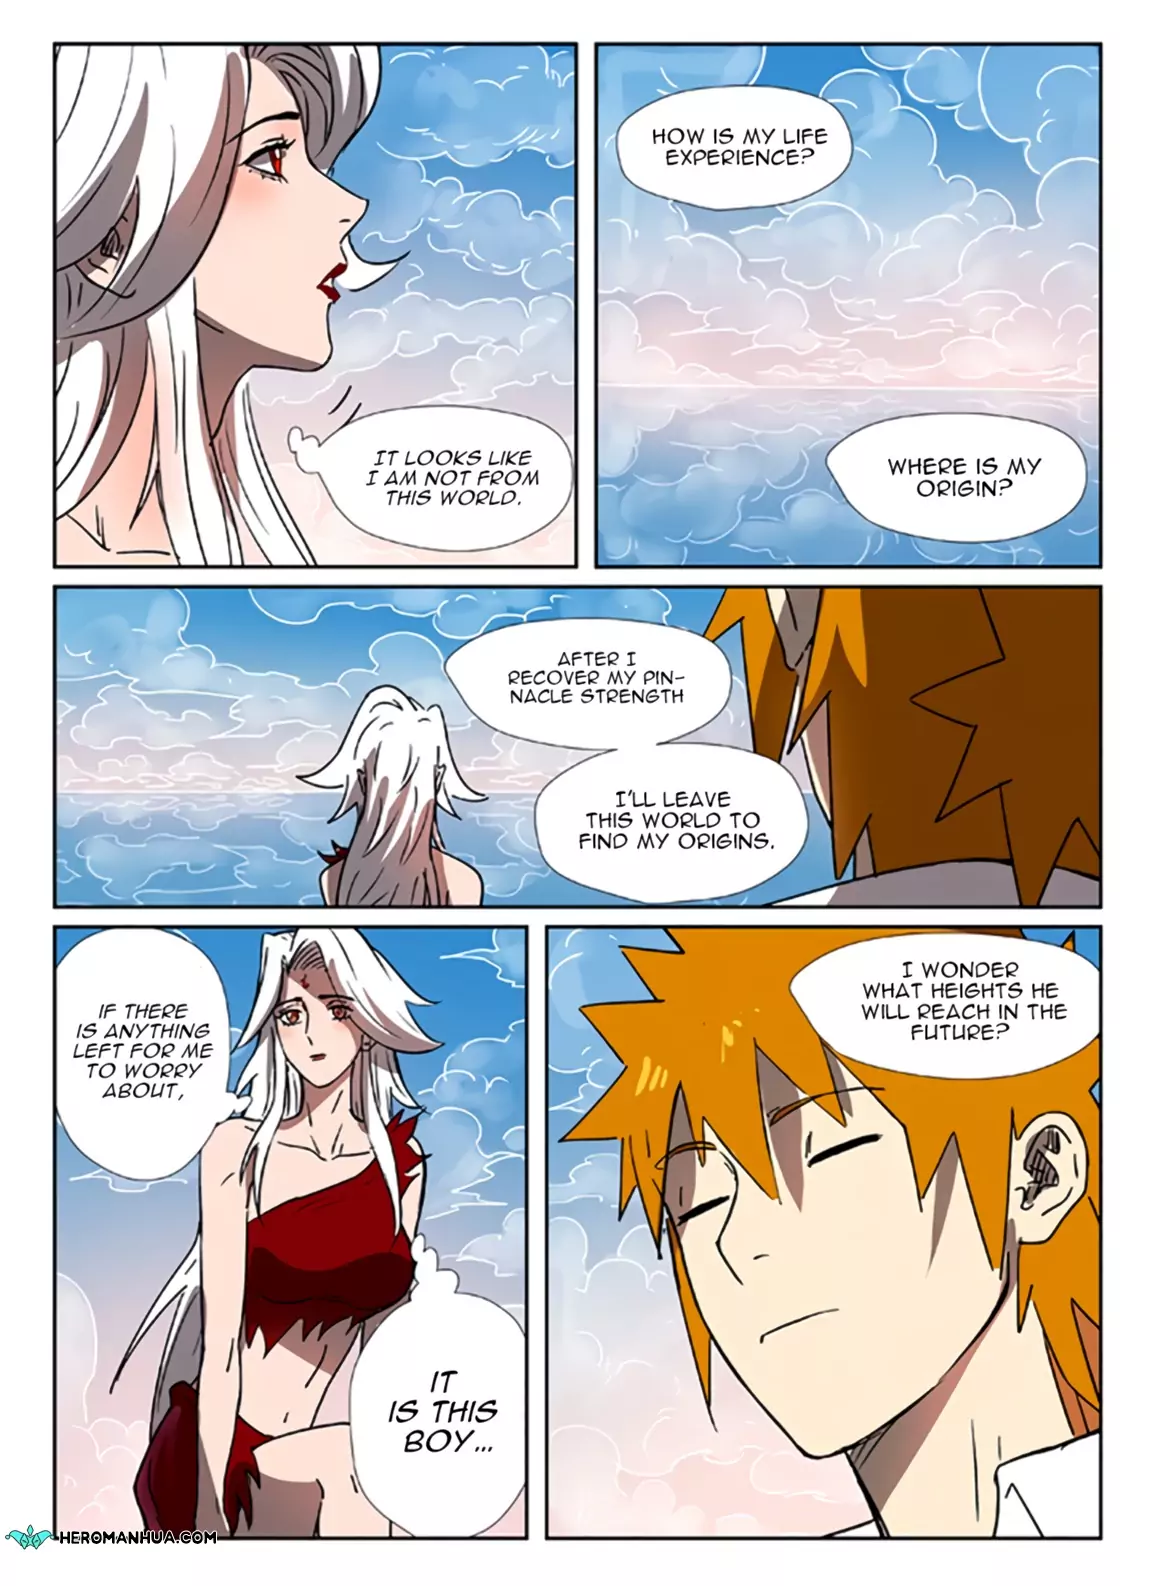 IT LOOKS LIKE
I AM NOT FROM
THIS WORLD.
HOW IS MY LIFE
EXPERIENCE?
WHERE IS MY
ORIGIN?
AFTER I
RECOVER MY PIN-
NACLE STRENGTH
I'LL LEAVE
THIS WORLD TO
FIND MY ORIGINS.
IF THERE
IS ANYTHING
LEFT FOR ME
TO WORRY
ABOUT,
IT
IS THIS
BOY...
I WONDER
WHAT HEIGHTS HE
WILL REACH IN THE
FUTURE?
HEROMANHUA.COM